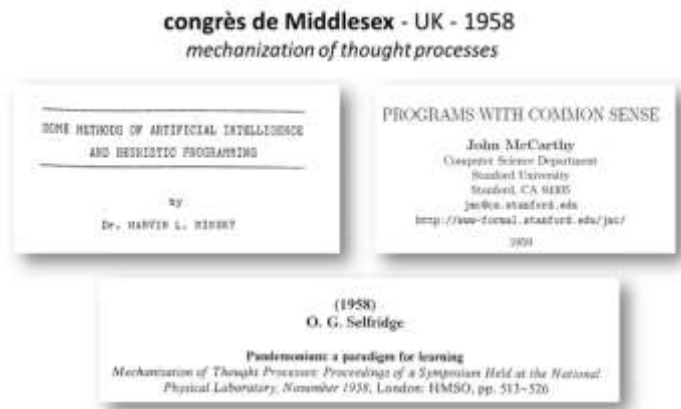 congrès de Middlesex - UK - 1958
mechanization of thought processes
SOME METHODS OF ARTIFICIAL INTELLIGENCE
AND HEURISTIC PROGRAMMING
by
Dr. MARVIN L. MINSKY
PROGRAMS WITH COMMON SENSE
John McCarthy
Computer Science Department
Stanford University
Stanford, CA 94305
jmc@cs.stanford.edu
http://www-formal.stanford.edu/jmc/
1959
(1958)
O. G. Selfridge
Pandemonium: a paradigm for learning
Mechanization of Thought Processes: Proceedings of a Symposium Held at the National
Physical Laboratory, November 1958, London: HMSO, pp. 513–526